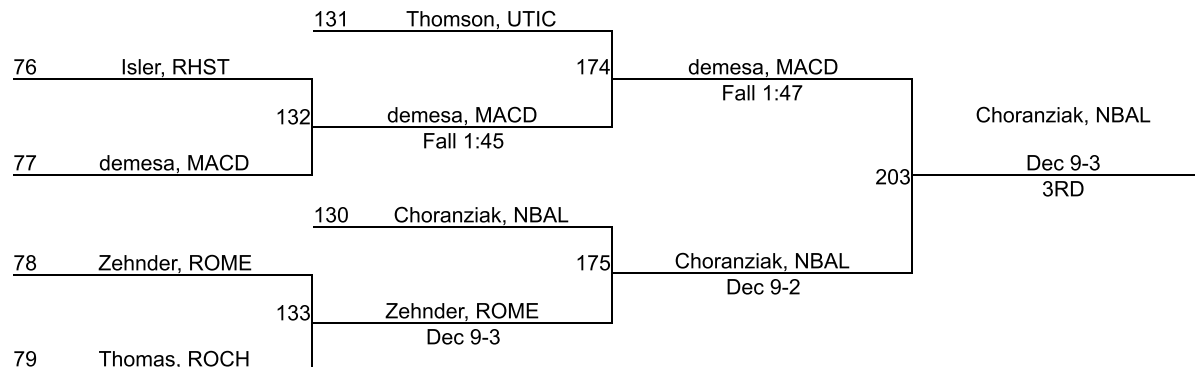 131 Thomson, UTIC
76 Isler, RHST
174 demesa, MACD
Fall 1:47
132 demesa, MACD
Fall 1:45
Choranziak, NBAL
77 demesa, MACD
Dec 9-3
203
3RD
130 Choranziak, NBAL
78 Zehnder, ROME
175 Choranziak, NBAL
Dec 9-2
133 Zehnder, ROME
Dec 9-3
79 Thomas, ROCH